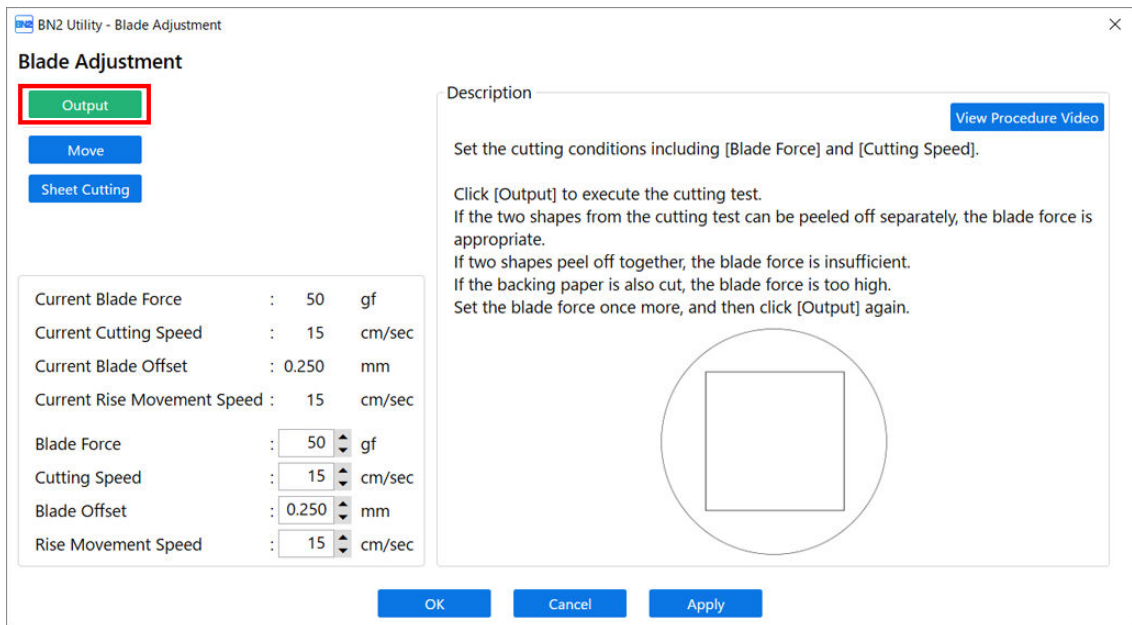 BN2 BN2 Utility - Blade Adjustment
Blade Adjustment
Output
Move
Sheet Cutting
Current Blade Force : 50 gf
Current Cutting Speed : 15 cm/sec
Current Blade Offset : 0.250 mm
Current Rise Movement Speed : 15 cm/sec
Blade Force : 50 gf
Cutting Speed : 15 cm/sec
Blade Offset : 0.250 mm
Rise Movement Speed : 15 cm/sec
Description
View Procedure Video
Set the cutting conditions including [Blade Force] and [Cutting Speed].
Click [Output] to execute the cutting test.
If the two shapes from the cutting test can be peeled off separately, the blade force is
appropriate.
If two shapes peel off together, the blade force is insufficient.
If the backing paper is also cut, the blade force is too high.
Set the blade force once more, and then click [Output] again.
OK Cancel Apply